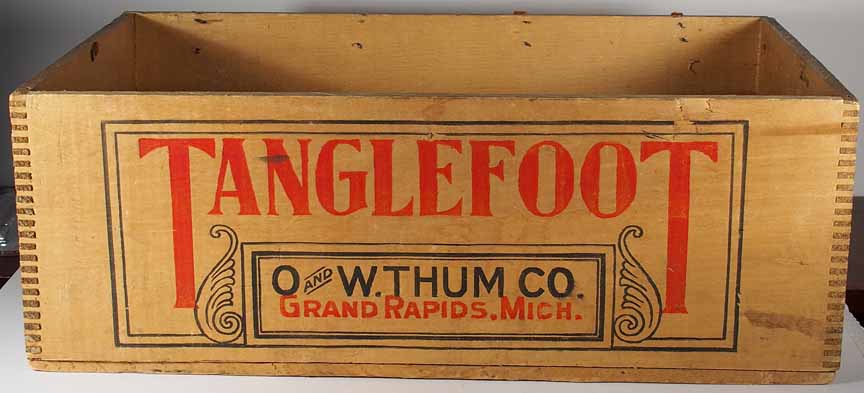 TANGLEFOOT
O AND W. THUM CO.
GRAND RAPIDS, MICH.